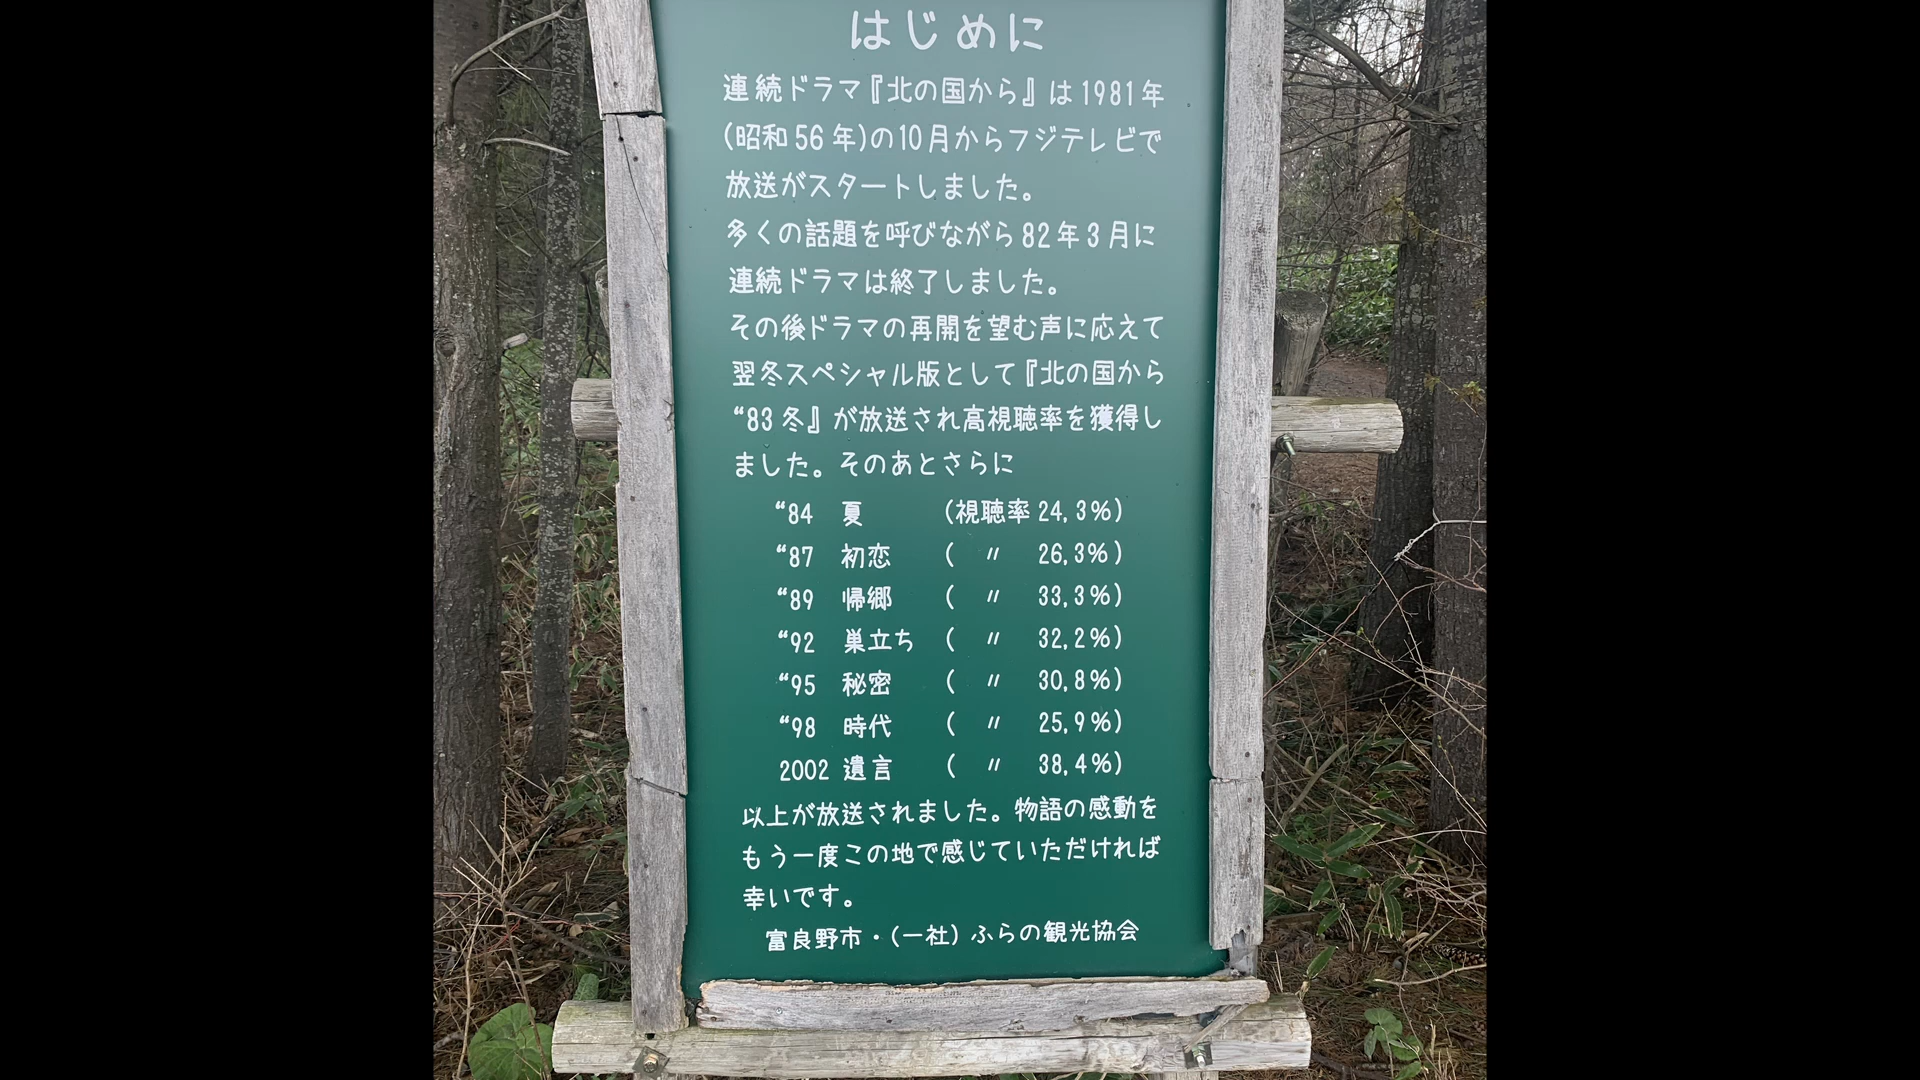 はじめに
連続ドラマ『北の国から』は1981年
(昭和56年)の10月からフジテレビで
放送がスタートしました。
多くの話題を呼びながら82年3月に
連続ドラマは終了しました。
その後ドラマの再開を望む声に応えて
翌冬スペシャル版として『北の国から
“83冬』が放送され高視聴率を獲得し
ました。そのあとさらに
“84 夏 (視聴率24,3%)
“87 初恋 ( 〃 26,3%)
“89 帰郷 ( 〃 33,3%)
“92 巣立ち ( 〃 32,2%)
“95 秘密 ( 〃 30,8%)
“98 時代 ( 〃 25,9%)
2002 遺言 ( 〃 38,4%)
以上が放送されました。物語の感動を
もう一度この地で感じていただければ
幸いです。
富良野市・(一社)ふらの観光協会